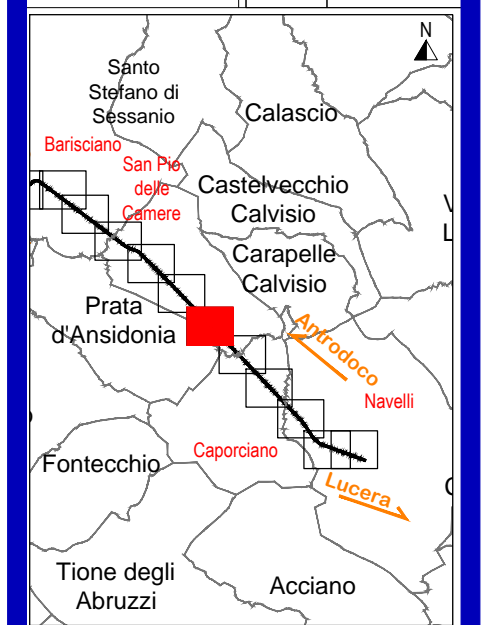 N
Santo
Stefano di
Sessanio
Calascio
Barisciano
San Pio
delle
Camere
Castelvecchio
Calvisio
Carapelle
Calvisio
Prata
d'Ansidonia
Antrodoco
Navelli
Caporciano
Fontecchio
Lucera
Tione degli
Abruzzi
Acciano